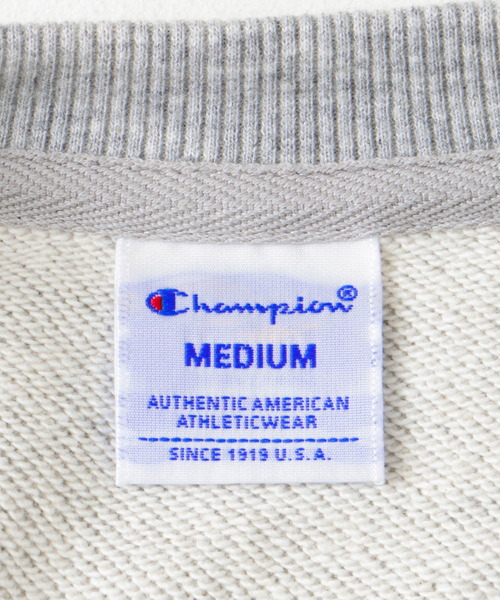 Champion®
MEDIUM
AUTHENTIC AMERICAN
ATHLETICWEAR
SINCE 1919 U.S.A.